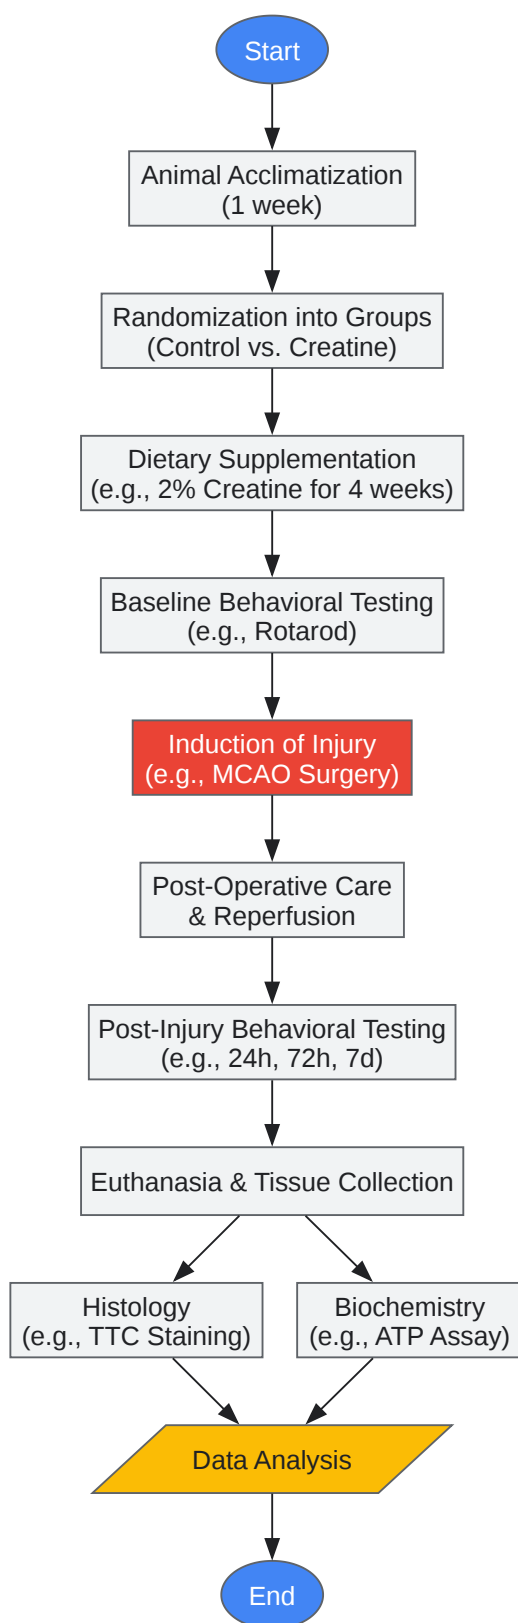 Start
Animal Acclimatization
(1 week)
Randomization into Groups
(Control vs. Creatine)
Dietary Supplementation
(e.g., 2% Creatine for 4 weeks)
Baseline Behavioral Testing
(e.g., Rotarod)
Induction of Injury
(e.g., MCAO Surgery)
Post-Operative Care
& Reperfusion
Post-Injury Behavioral Testing
(e.g., 24h, 72h, 7d)
Euthanasia & Tissue Collection
Histology
(e.g., TTC Staining)
Biochemistry
(e.g., ATP Assay)
Data Analysis
End